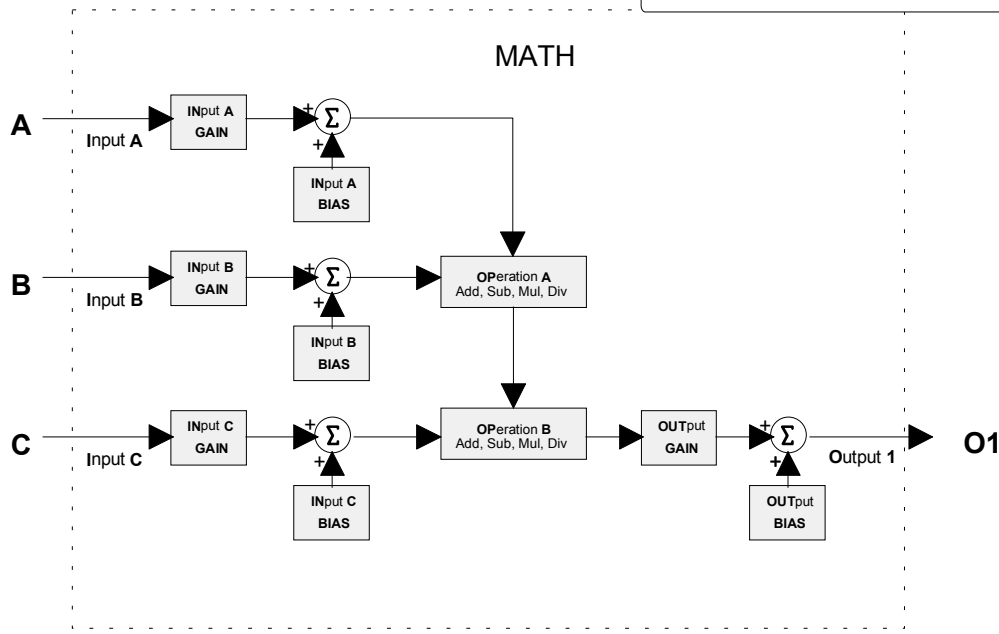 MATH
A
Input A
INput A
GAIN
+
Σ
+
INput A
BIAS
B
Input B
INput B
GAIN
+
Σ
+
INput B
BIAS
OPeration A
Add, Sub, Mul, Div
C
Input C
INput C
GAIN
+
Σ
+
INput C
BIAS
OPeration B
Add, Sub, Mul, Div
OUTput
GAIN
+
Σ
+
OUTput
BIAS
Output 1
O1